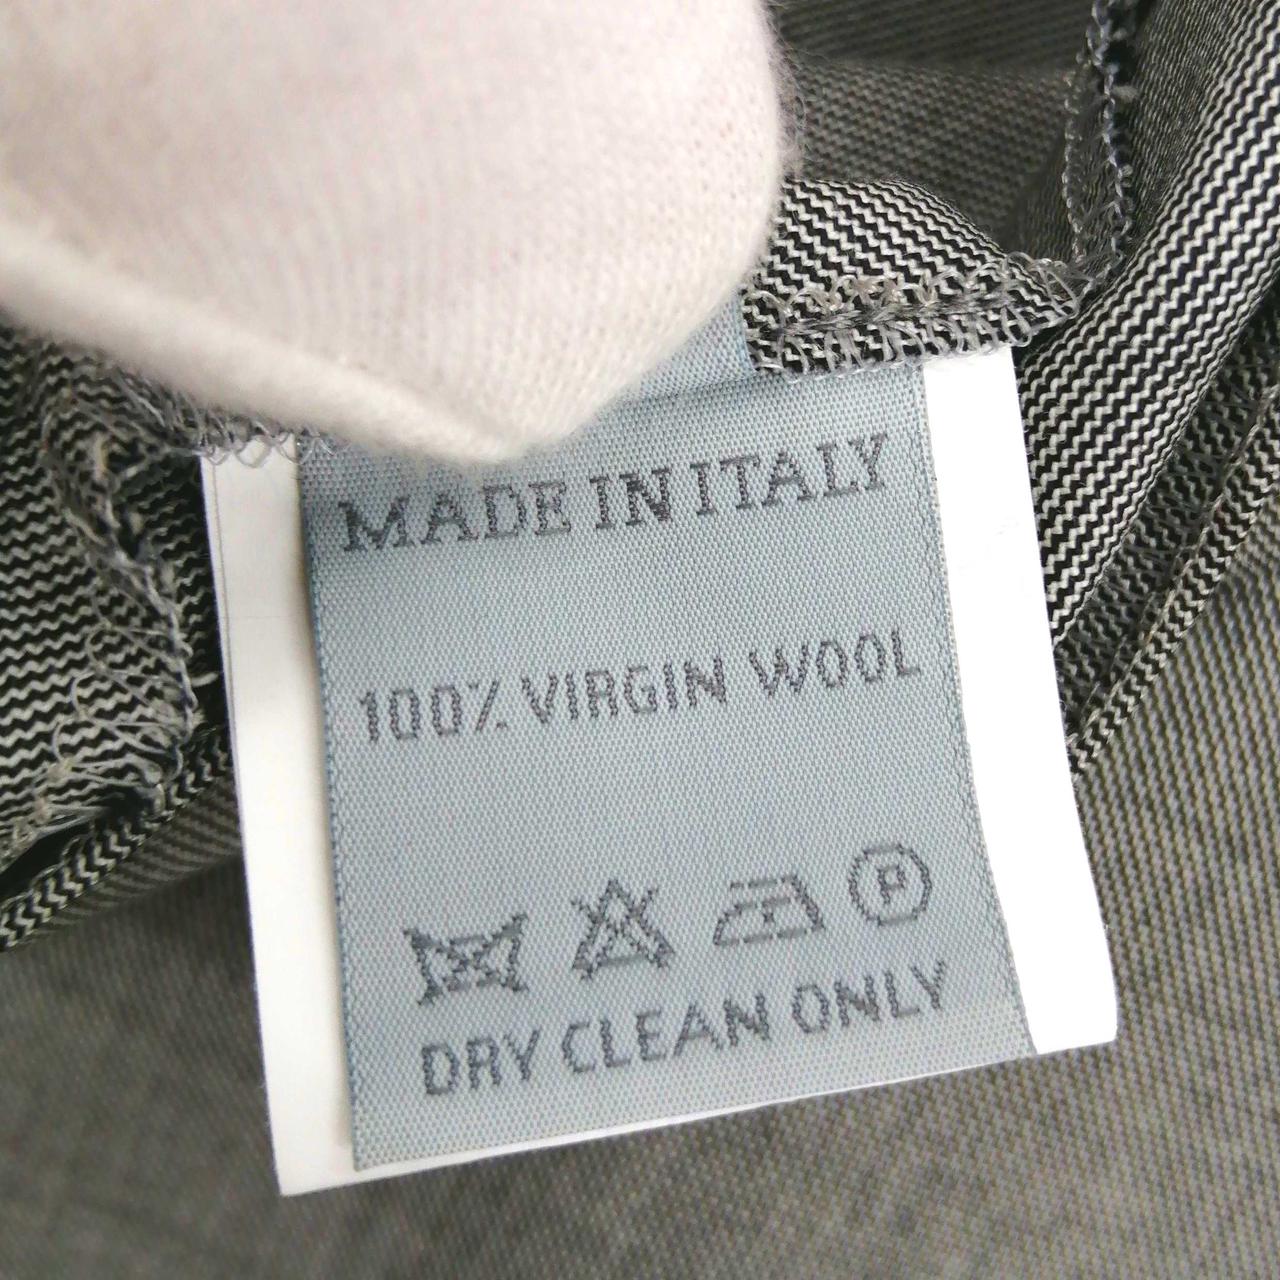 MADE IN ITALY
100% VIRGIN WOOL
P
DRY CLEAN ONLY